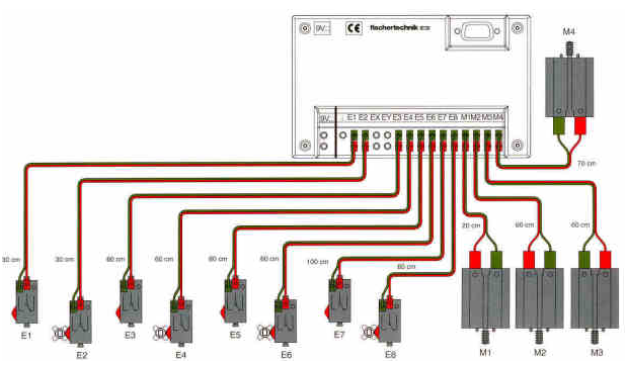 9V
CE
fischertechnik
M4
9V
E1 E2 EX EY E3 E4 E5 E6 E7 E8 M1 M2 M3 M4
70 cm
30 cm
30 cm
60 cm
60 cm
80 cm
60 cm
100 cm
60 cm
20 cm
60 cm
60 cm
E1
E2
E3
E4
E5
E6
E7
E8
M1
M2
M3